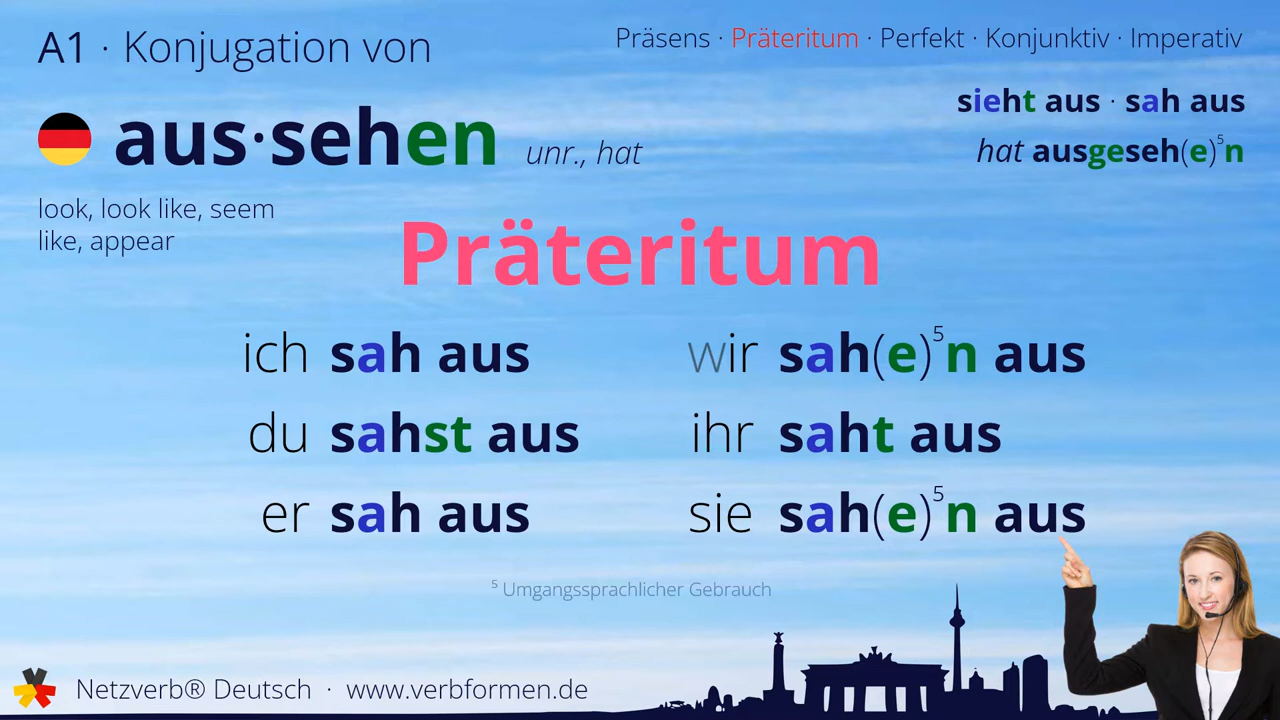 A1 · Konjugation von
Präsens · Präteritum · Perfekt · Konjunktiv · Imperativ
aus·sehen unr., hat
sieht aus · sah aus
hat ausgeseh(e)⁵n
look, look like, seem
like, appear
Präteritum
ich sah aus
du sahst aus
er sah aus
wir sah(e)⁵n aus
ihr saht aus
sie sah(e)⁵n aus
⁵ Umgangssprachlicher Gebrauch
Netzverb® Deutsch · www.verbformen.de